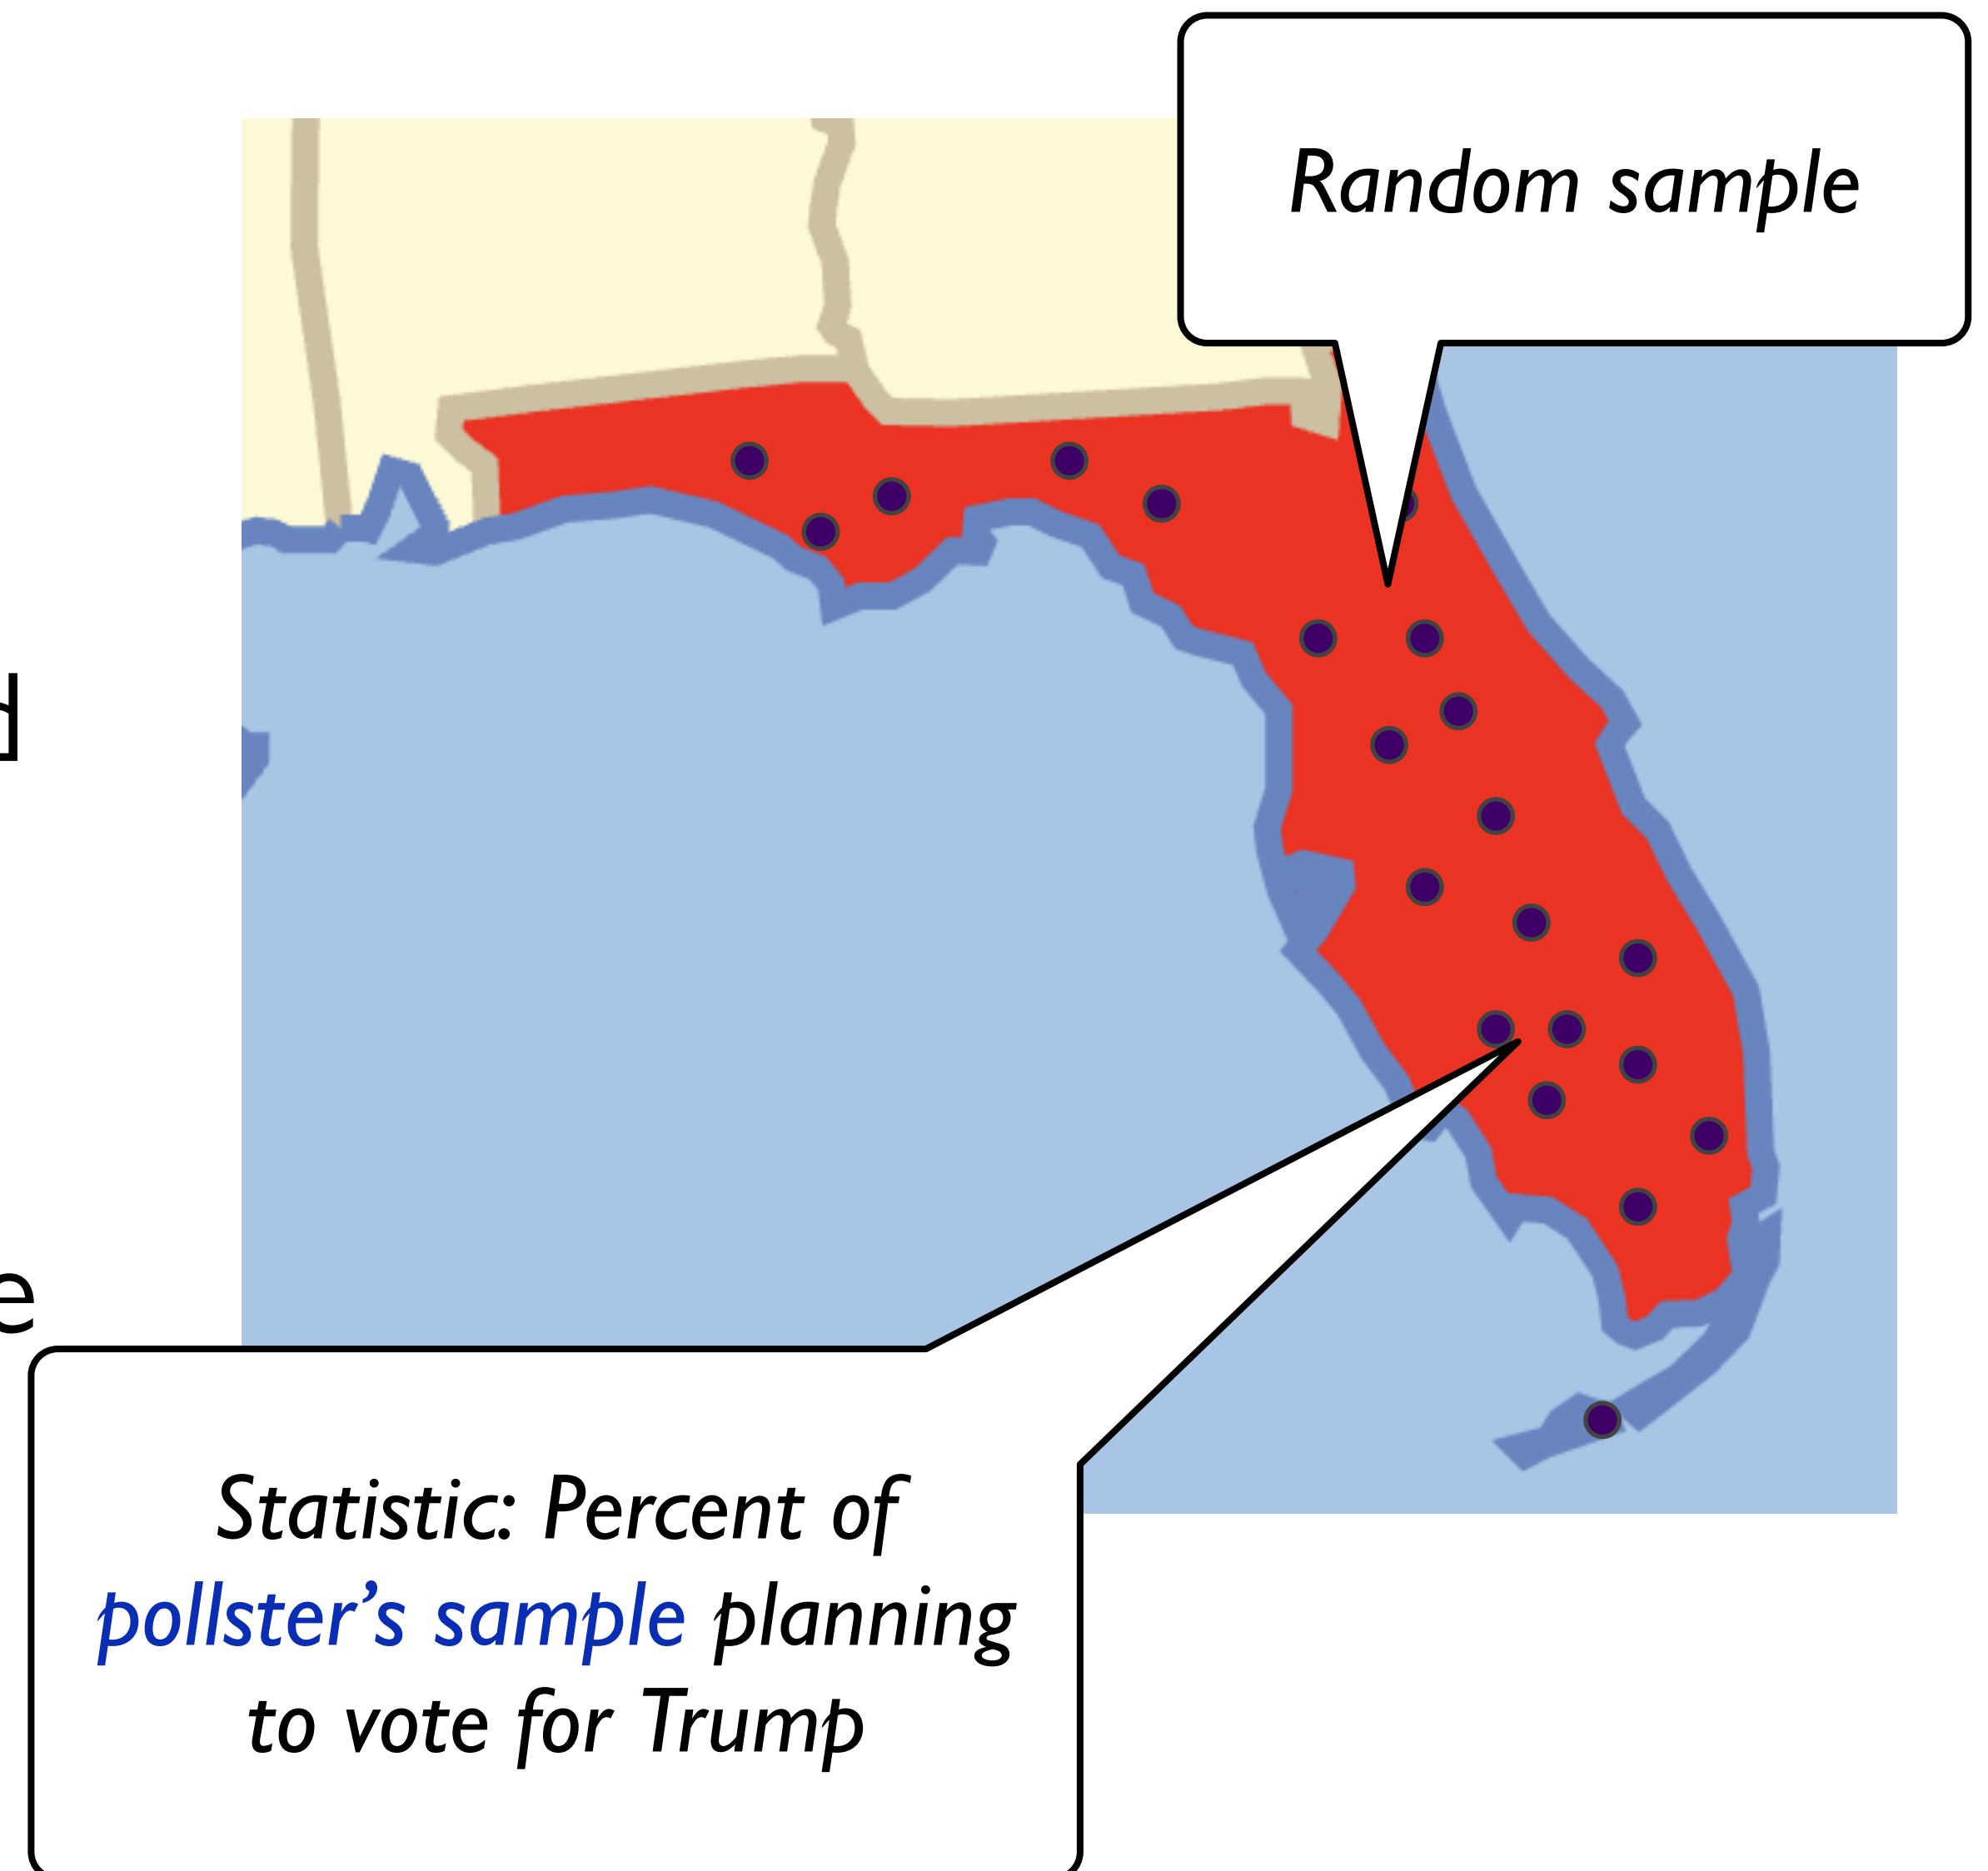 Random sample
d
e
Statistic: Percent of
pollster’s sample planning
to vote for Trump